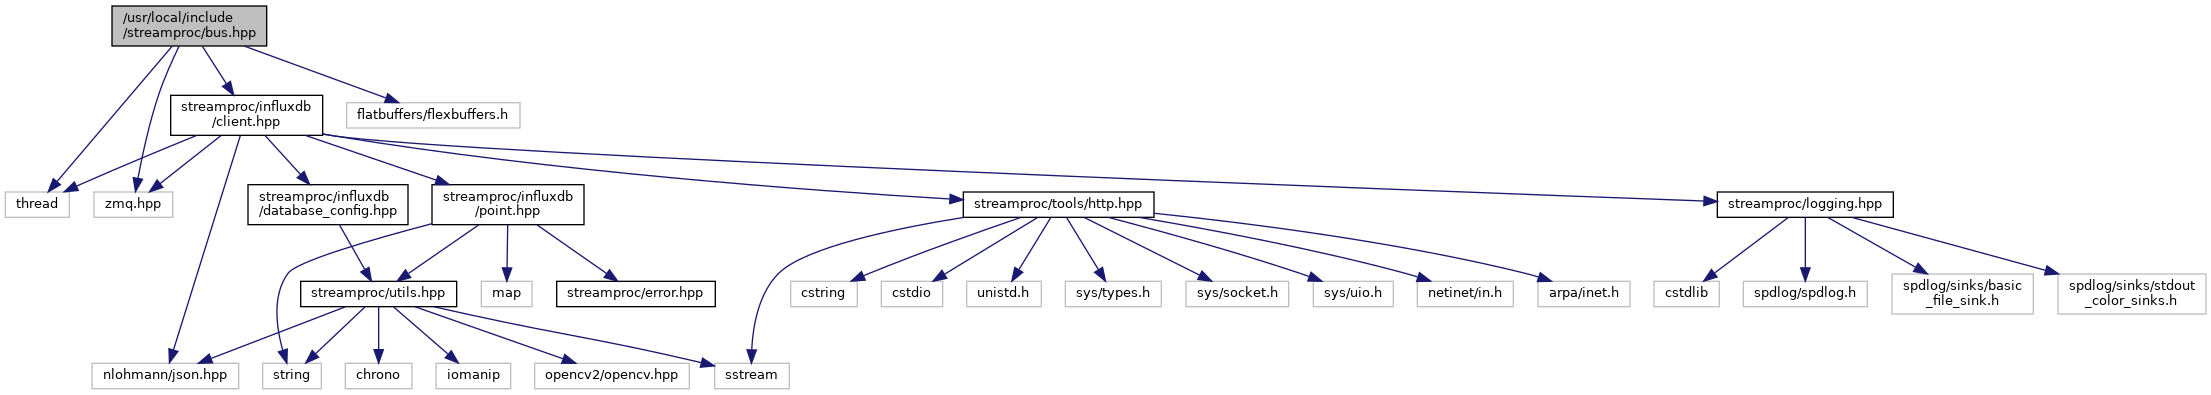 /usr/local/include
/streamproc/bus.hpp
streamproc/influxdb
/client.hpp
flatbuffers/flexbuffers.h
thread
zmq.hpp
streamproc/influxdb
/database_config.hpp
streamproc/influxdb
/point.hpp
streamproc/tools/http.hpp
streamproc/logging.hpp
streamproc/utils.hpp
map
streamproc/error.hpp
cstring
cstdio
unistd.h
sys/types.h
sys/socket.h
sys/uio.h
netinet/in.h
arpa/inet.h
cstdlib
spdlog/spdlog.h
spdlog/sinks/basic
_file_sink.h
spdlog/sinks/stdout
_color_sinks.h
nlohmann/json.hpp
string
chrono
iomanip
opencv2/opencv.hpp
sstream